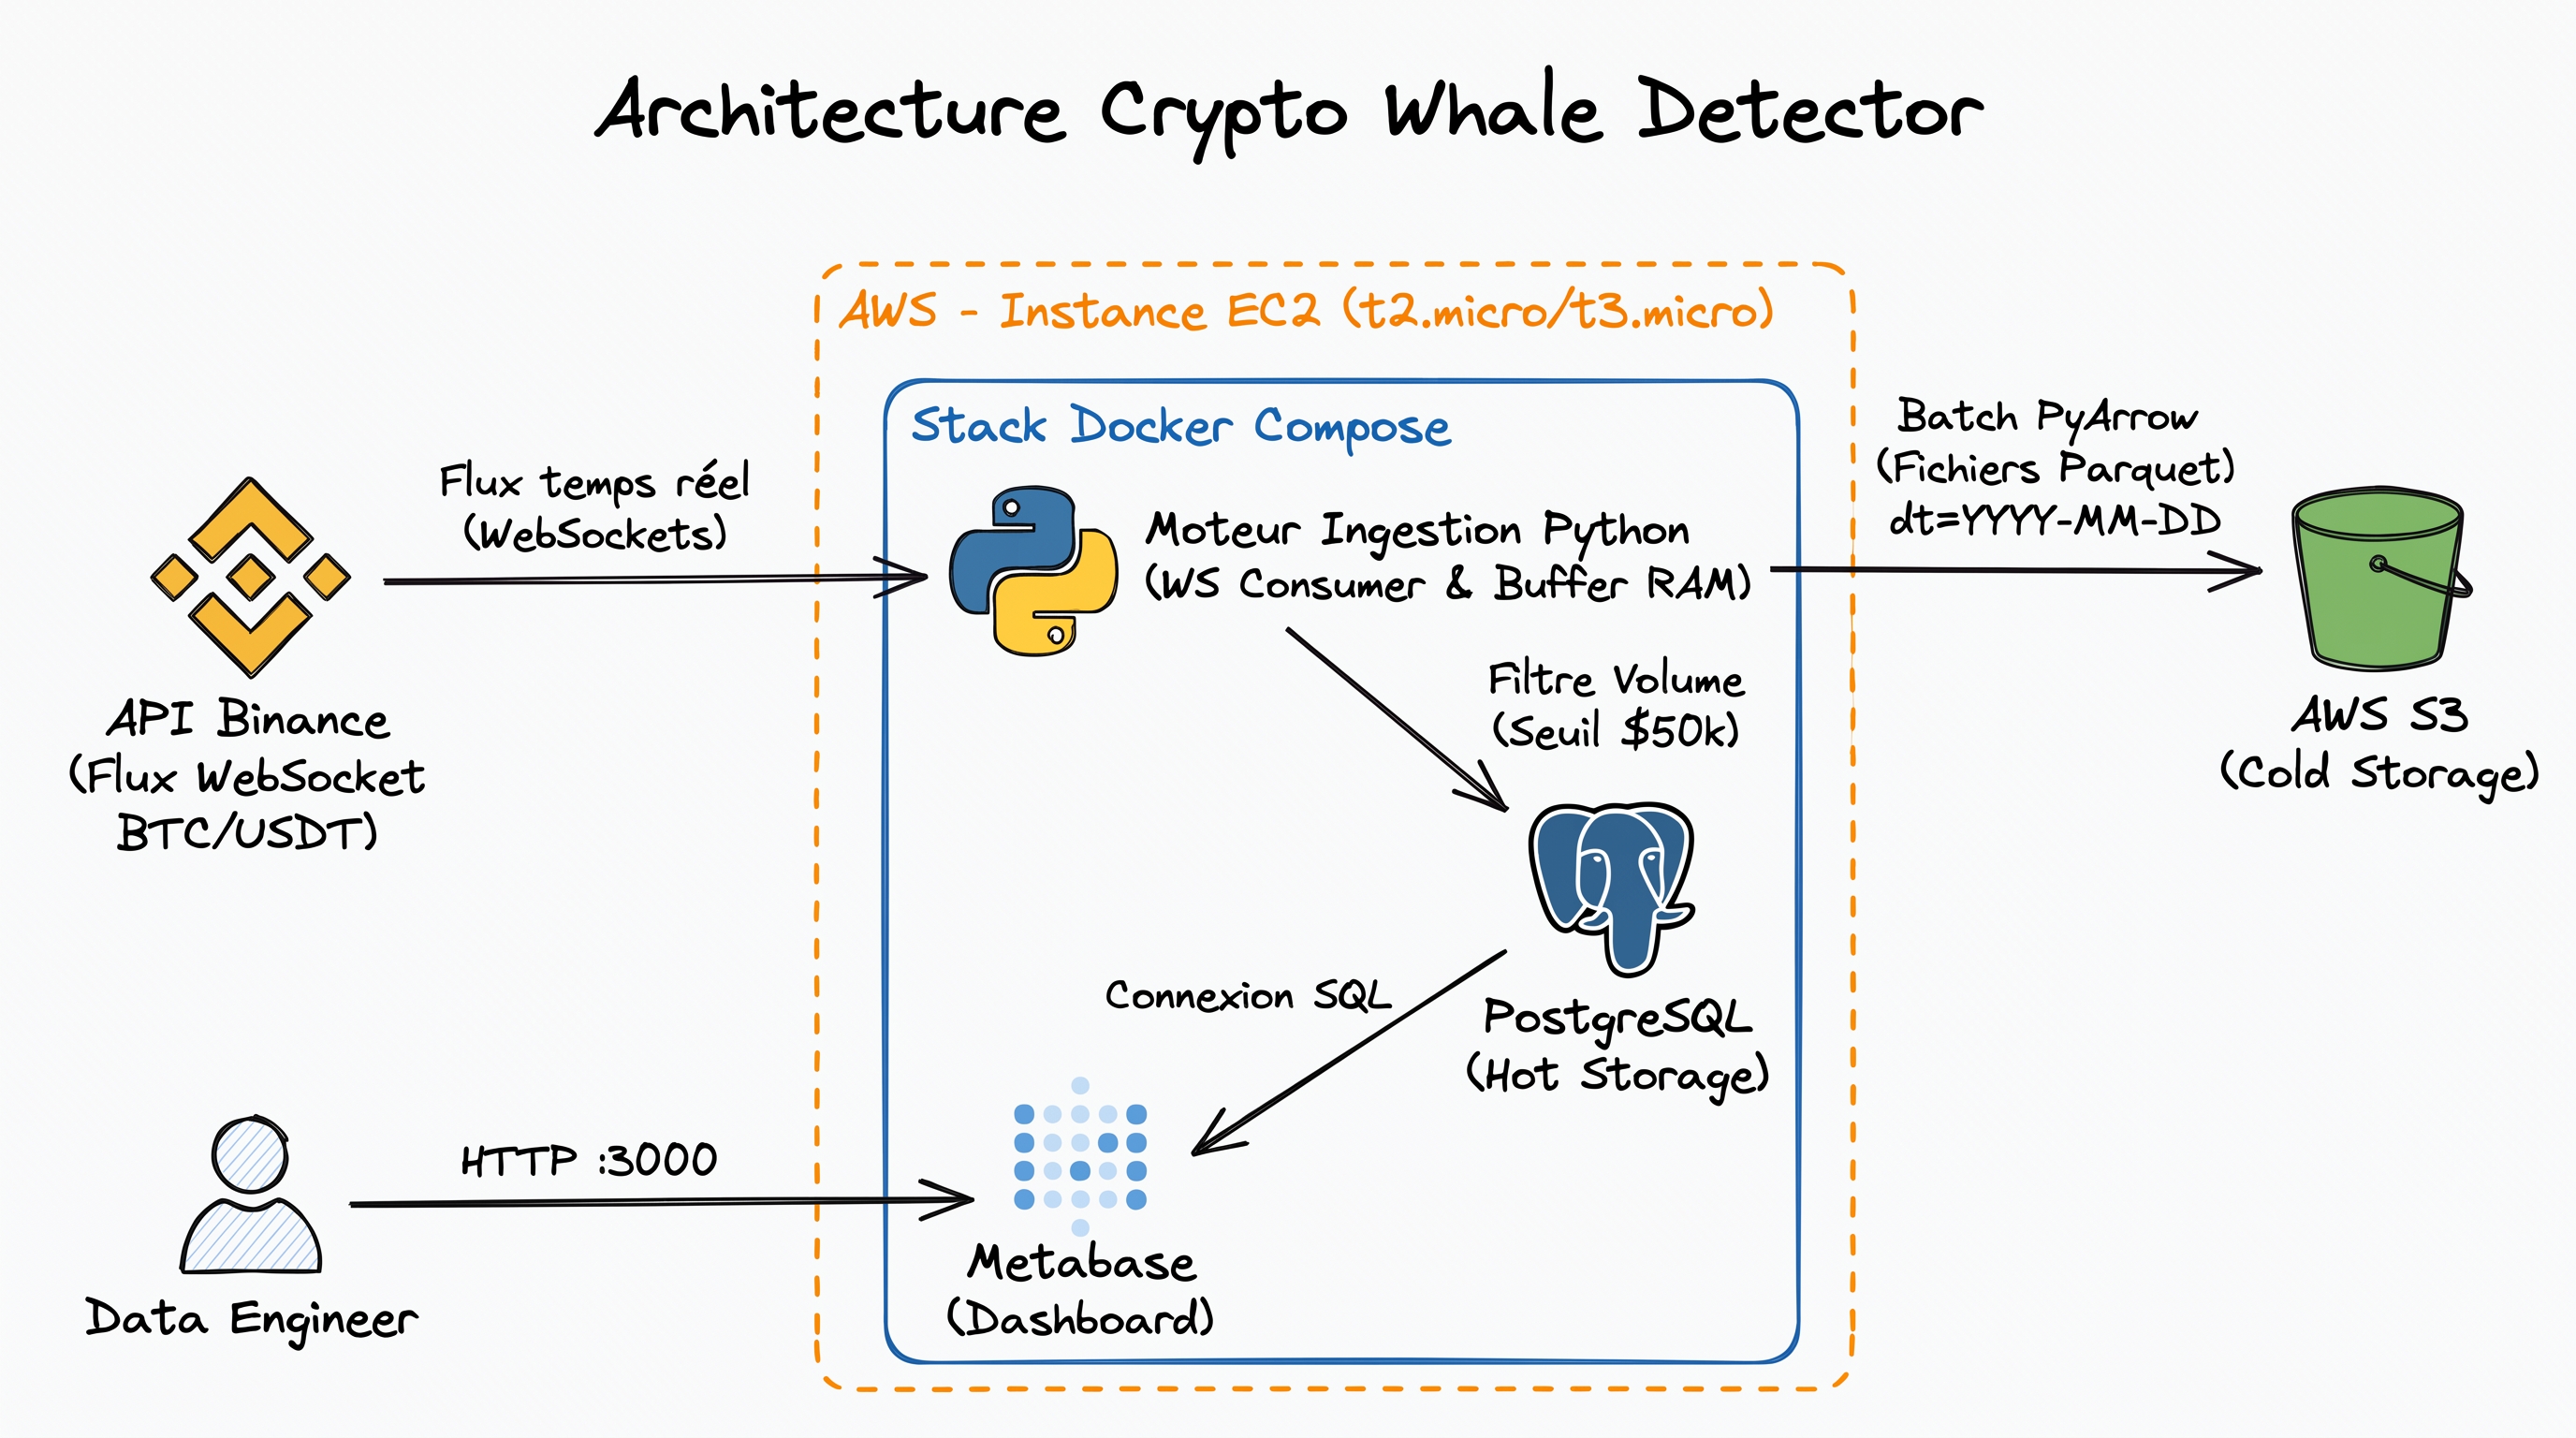 Architecture Crypto Whale Detector
AWS - Instance EC2 (t2.micro/t3.micro)
Stack Docker Compose
Flux temps réel
(WebSockets)
API Binance
(Flux WebSocket
BTC/USDT)
Moteur Ingestion Python
(WS Consumer & Buffer RAM)
Batch PyArrow
(Fichiers Parquet)
dt=YYYY-MM-DD
AWS S3
(Cold Storage)
Filtre Volume
(Seuil $50k)
PostgreSQL
(Hot Storage)
Connexion SQL
HTTP :3000
Data Engineer
Metabase
(Dashboard)